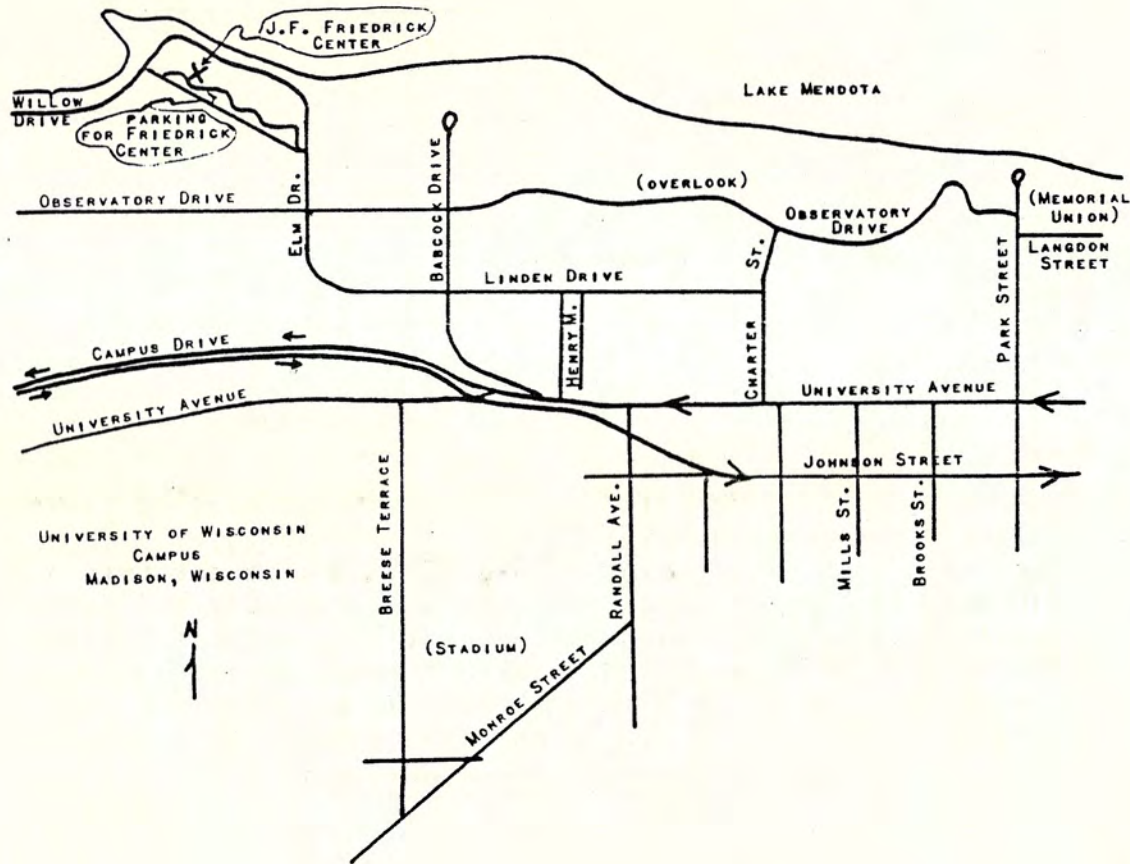 J.F. FRIEDRICK
CENTER
LAKE MENDOTA
WILLOW
DRIVE
PARKING
FOR FRIEDRICK
CENTER
OBSERVATORY DRIVE
ELM DR.
BABCOCK DRIVE
(OVERLOOK)
OBSERVATORY
DRIVE
(MEMORIAL
UNION)
LANGDON
STREET
PARK STREET
LINDEN DRIVE
HENRY M.
CHARTER ST.
CAMPUS DRIVE
UNIVERSITY AVENUE
UNIVERSITY AVENUE
JOHNSON STREET
BREESE TERRACE
RANDALL AVE.
MILLS ST.
BROOKS ST.
UNIVERSITY OF WISCONSIN
CAMPUS
MADISON, WISCONSIN
N
(STADIUM)
MONROE STREET